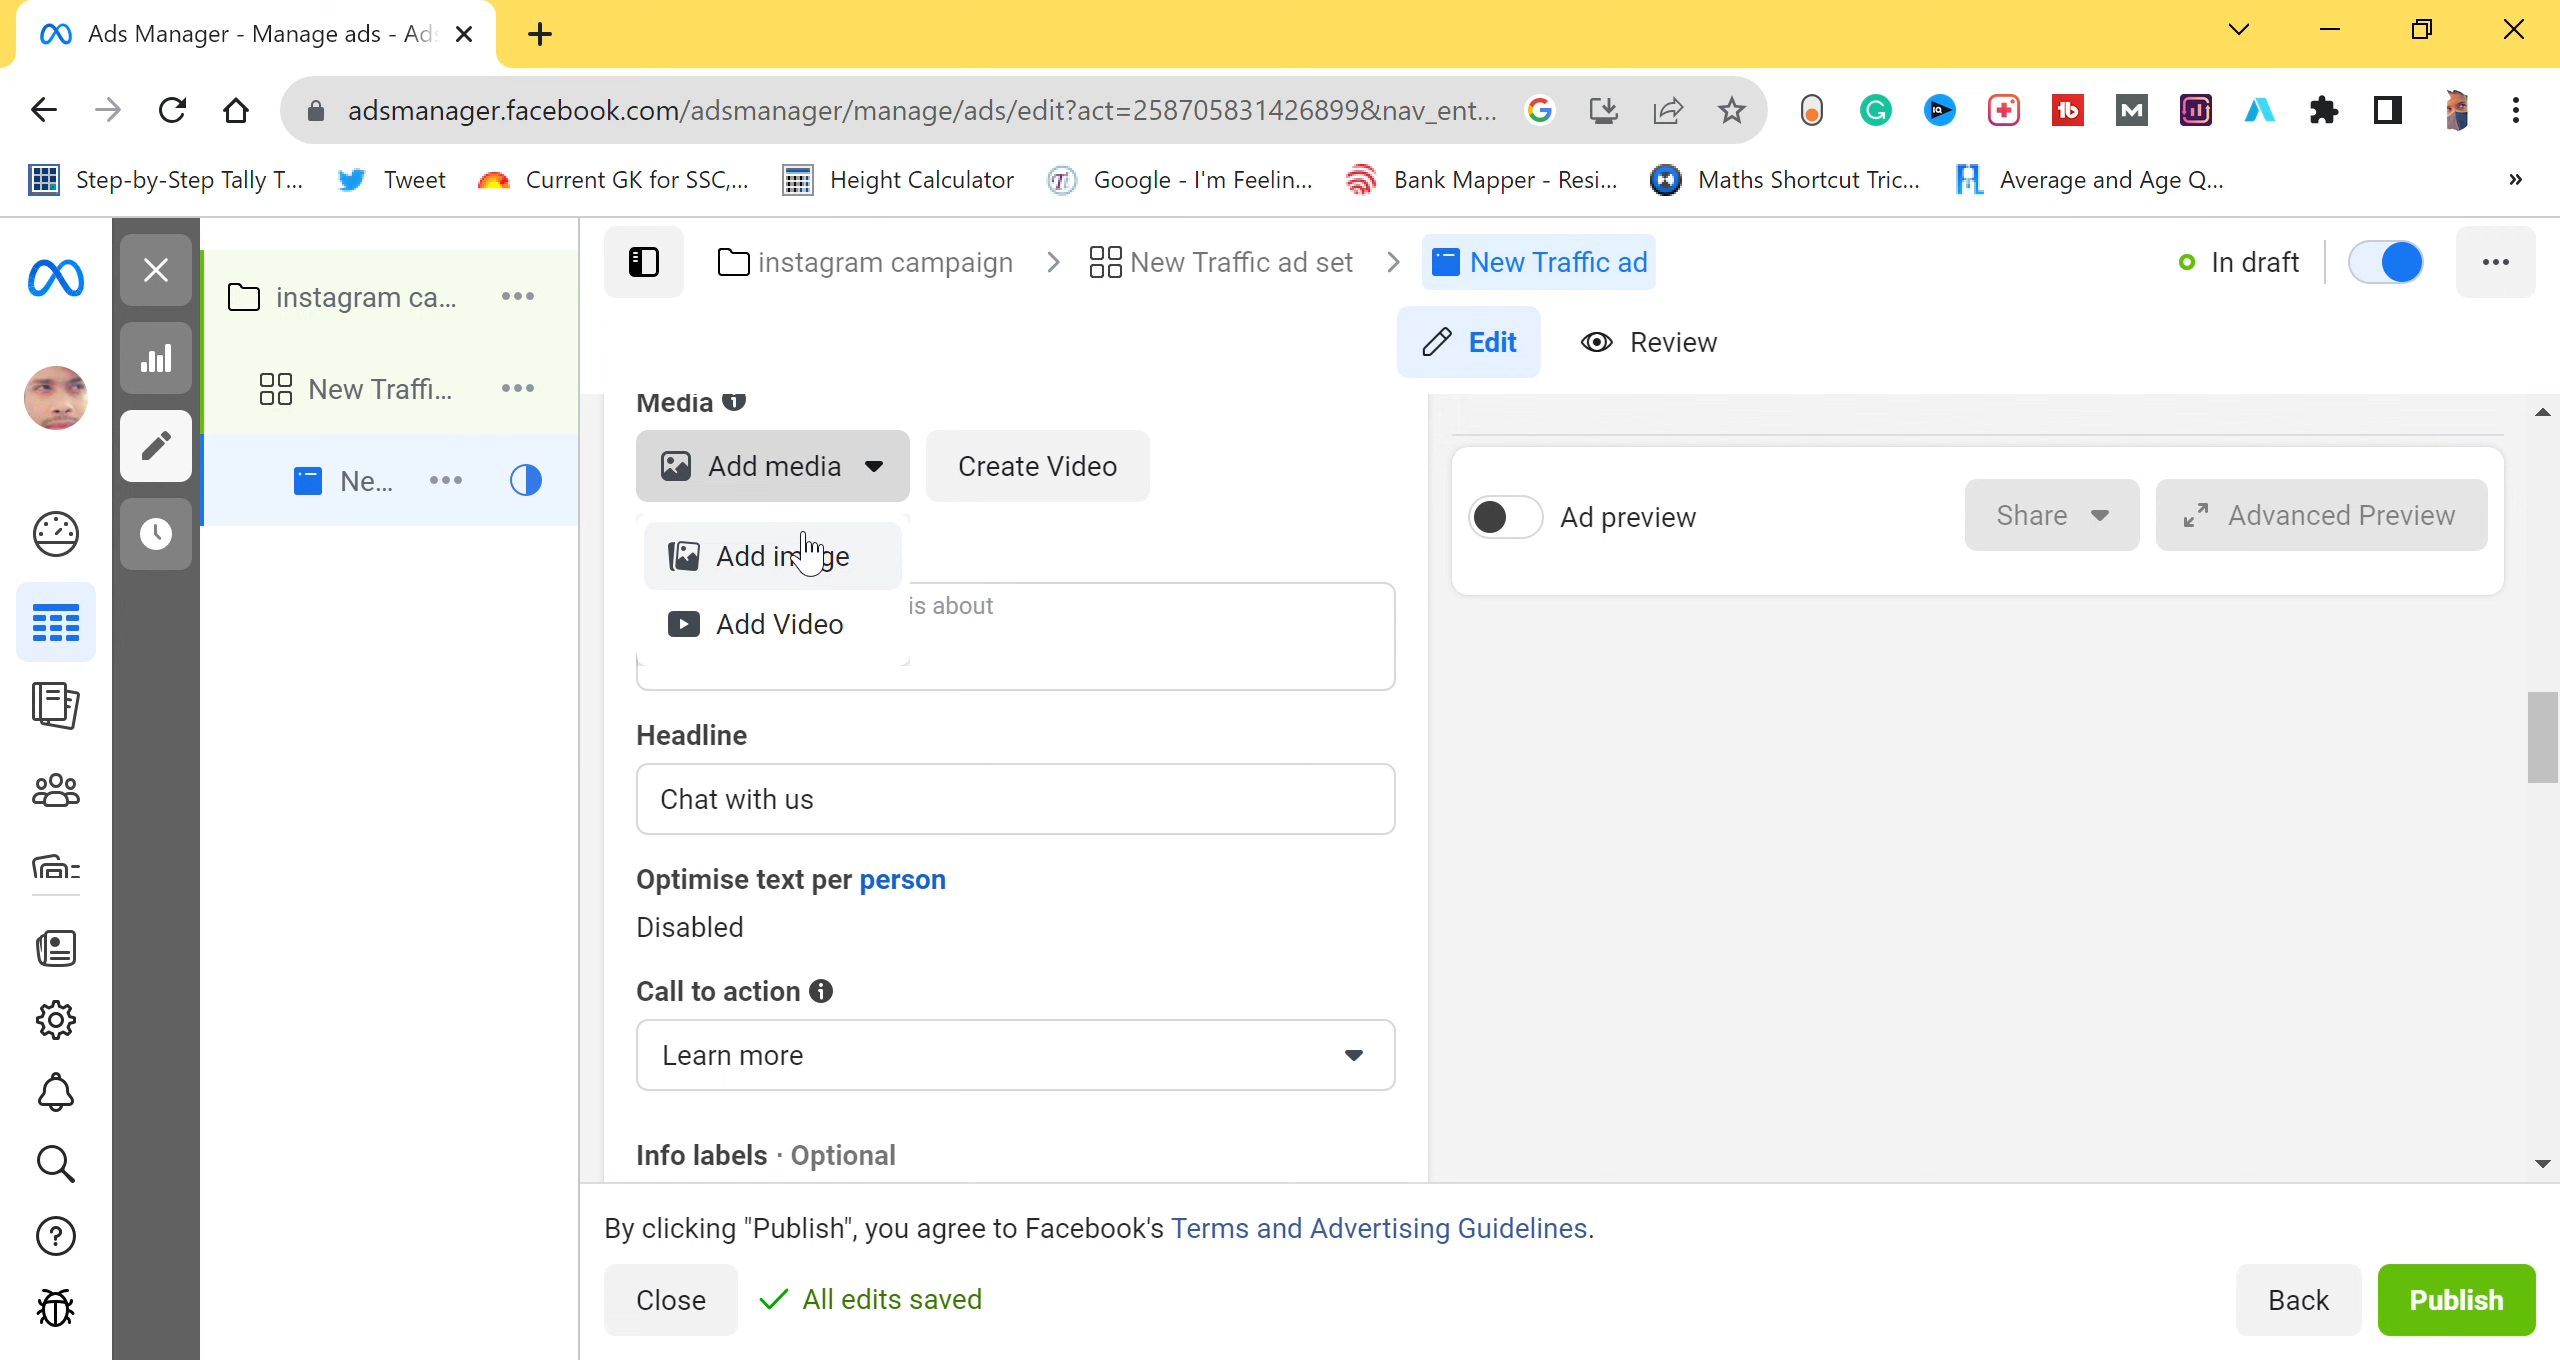 Ads Manager - Manage ads - Ads
adsmanager.facebook.com/adsmanager/manage/ads/edit?act=258705831426899&nav_ent...
Step-by-Step Tally T...
Tweet
Current GK for SSC,...
Height Calculator
Google - I'm Feelin...
Bank Mapper - Resi...
Maths Shortcut Tric...
Average and Age Q...
»
instagram ca...
New Traffi...
Ne...
instagram campaign
New Traffic ad set
New Traffic ad
In draft
Edit
Review
Media
Add media
Create Video
Add image
Add Video
is about
Headline
Chat with us
Optimise text per person
Disabled
Call to action
Learn more
Info labels · Optional
Ad preview
Share
Advanced Preview
By clicking "Publish", you agree to Facebook's Terms and Advertising Guidelines.
Close
All edits saved
Back
Publish